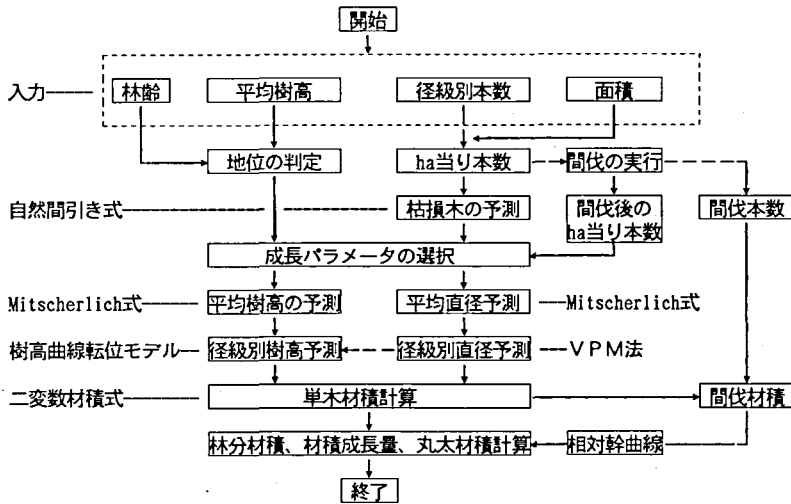 開始
入力
林齢
平均樹高
径級別本数
面積
地位の判定
ha当り本数
間伐の実行
自然間引き式
枯損木の予測
間伐後の
ha当り本数
間伐本数
成長パラメータの選択
Mitscherlich式
平均樹高の予測
平均直径予測
Mitscherlich式
樹高曲線転位モデル
径級別樹高予測
径級別直径予測
VPM法
二変数材積式
単木材積計算
間伐材積
林分材積、材積成長量、丸太材積計算
相対幹曲線
終了